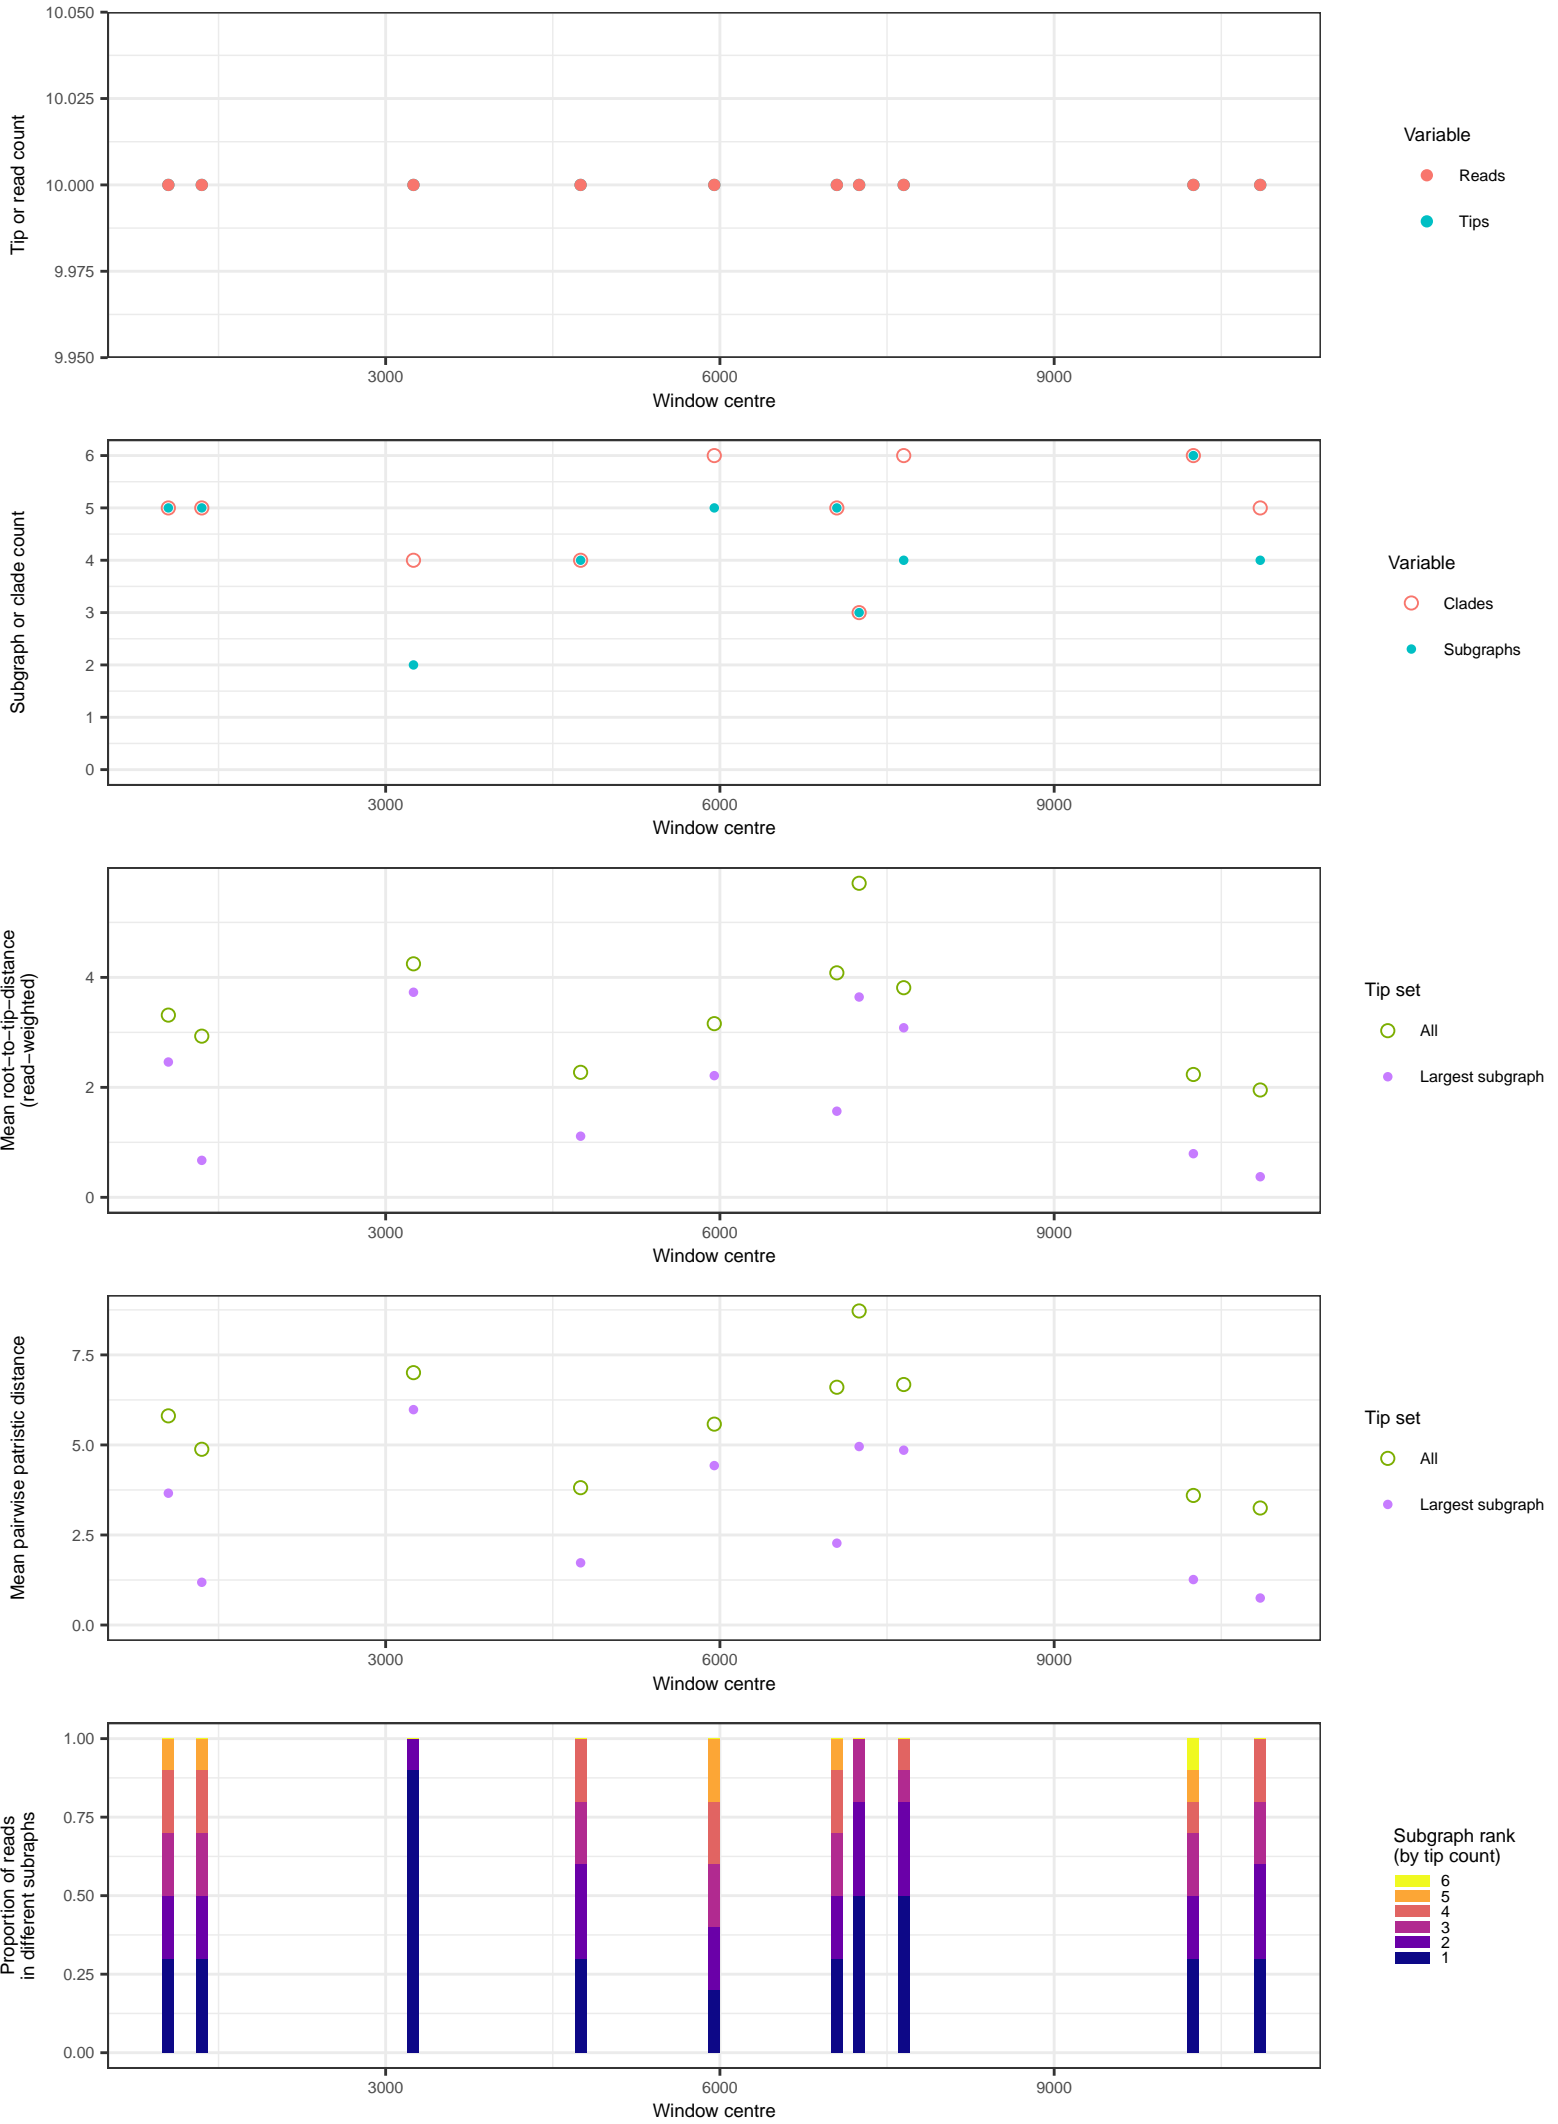 10.050
10.025
10.000
9.975
9.950
Tip or read count
3000 6000 9000
Window centre
Variable
Reads
Tips
6
5
4
3
2
1
0
Subgraph or clade count
3000 6000 9000
Window centre
Variable
Clades
Subgraphs
4
2
0
Mean root−to−tip−distance
(read−weighted)
3000 6000 9000
Window centre
Tip set
All
Largest subgraph
7.5
5.0
2.5
0.0
Mean pairwise patristic distance
3000 6000 9000
Window centre
Tip set
All
Largest subgraph
1.00
0.75
0.50
0.25
0.00
Proportion of reads
in different subraphs
3000 6000 9000
Window centre
Subgraph rank
(by tip count)
6
5
4
3
2
1